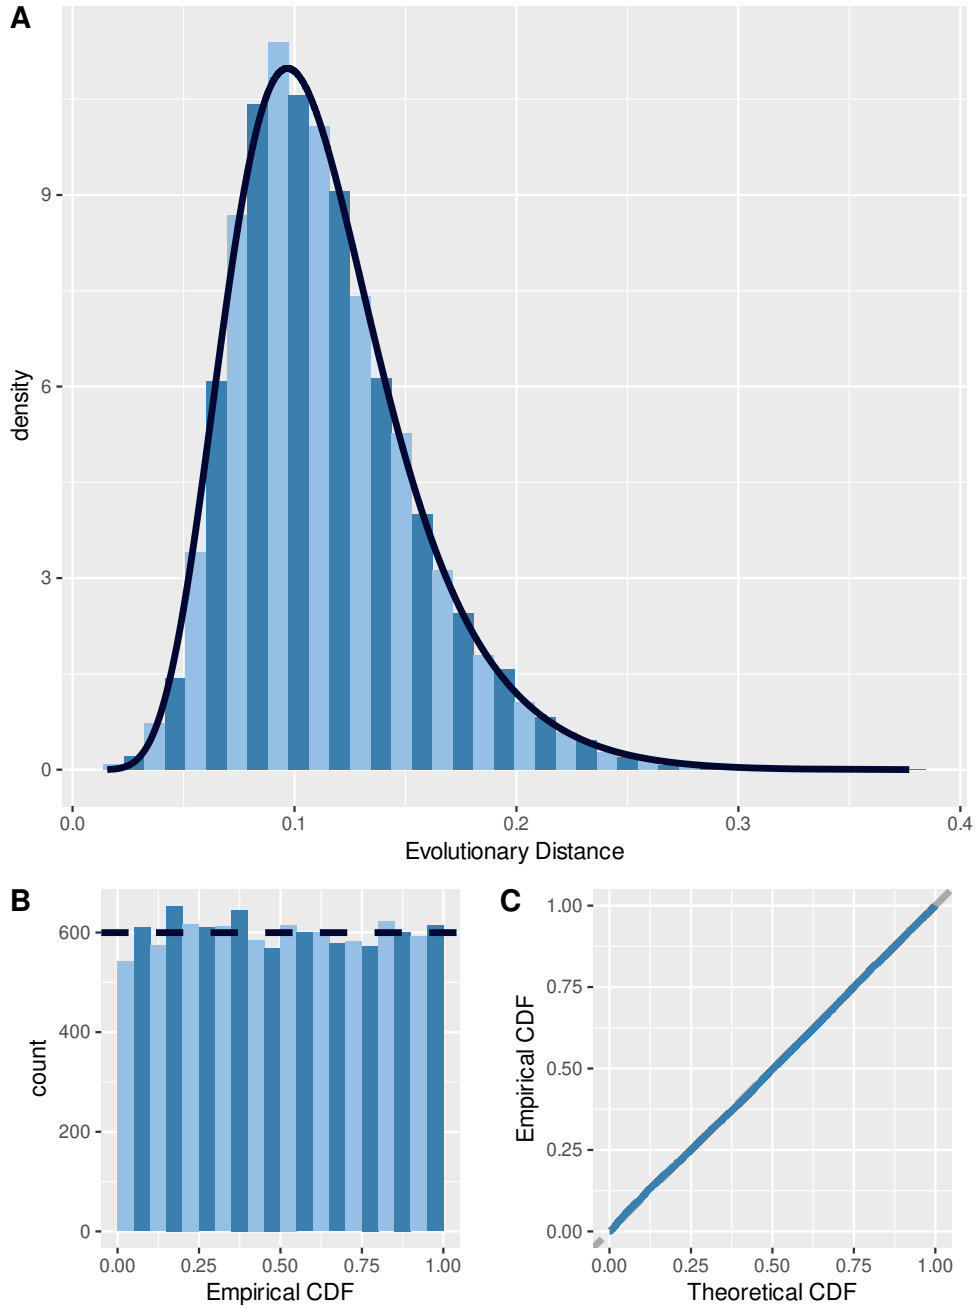 A
density
9
6
3
0
0.0 0.1 0.2 0.3 0.4
Evolutionary Distance
B
count
600
400
200
0
0.00 0.25 0.50 0.75 1.00
Empirical CDF
C
Empirical CDF
1.00
0.75
0.50
0.25
0.00
0.00 0.25 0.50 0.75 1.00
Theoretical CDF